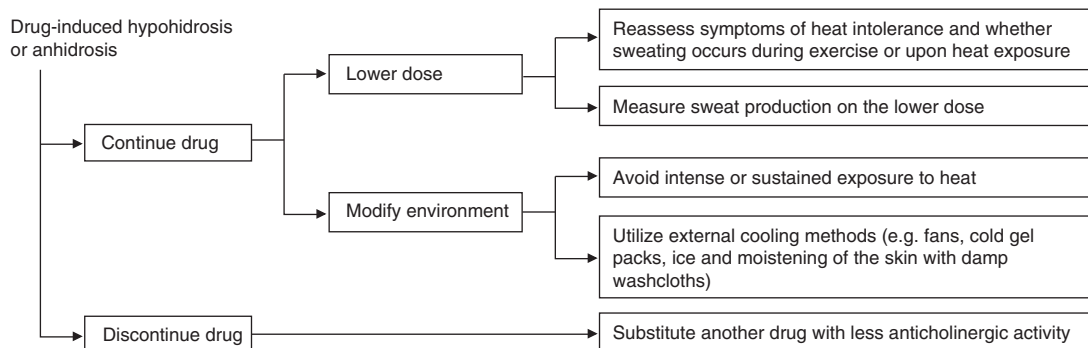 Drug-induced hypohidrosis
or anhidrosis
Continue drug
Lower dose
Reassess symptoms of heat intolerance and whether
sweating occurs during exercise or upon heat exposure
Measure sweat production on the lower dose
Modify environment
Avoid intense or sustained exposure to heat
Utilize external cooling methods (e.g. fans, cold gel
packs, ice and moistening of the skin with damp
washcloths)
Discontinue drug
Substitute another drug with less anticholinergic activity